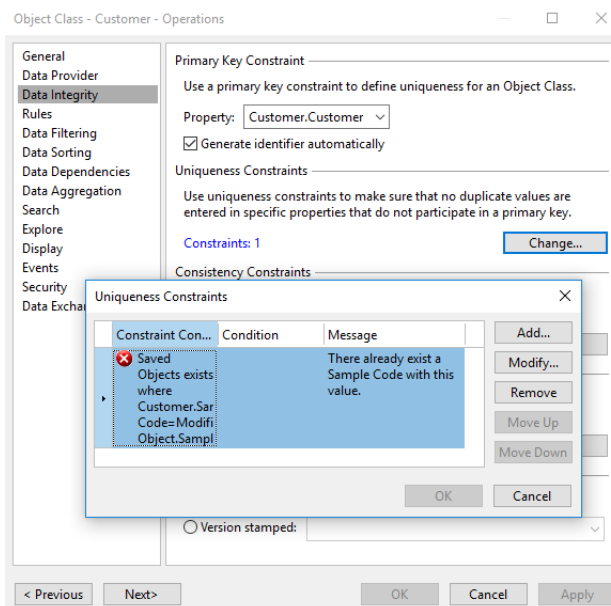 Object Class - Customer - Operations
General
Data Provider
Data Integrity
Rules
Data Filtering
Data Sorting
Data Dependencies
Data Aggregation
Search
Explore
Display
Events
Security
Data Exchan
Primary Key Constraint
Use a primary key constraint to define uniqueness for an Object Class.
Property: Customer.Customer
Generate identifier automatically
Uniqueness Constraints
Use uniqueness constraints to make sure that no duplicate values are
entered in specific properties that do not participate in a primary key.
Constraints: 1 Change...
Consistency Constraints
Uniqueness Constraints
Constraint Con... Condition Message
Saved
Objects exists
where
Customer.Sar
Code=Modifi
Object.Sampl
There already exist a
Sample Code with this
value.
Add...
Modify...
Remove
Move Up
Move Down
OK Cancel
Version stamped:
< Previous Next> OK Cancel Apply